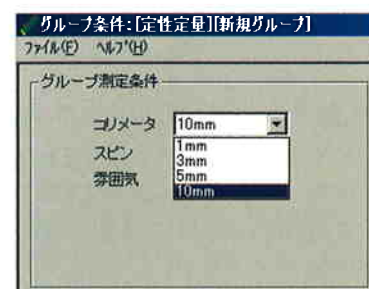 グループ条件:[定性定量][新規グループ]
ファイル(F) ヘルプ(H)
グループ測定条件
コリメータ 10mm
1mm
スピン 3mm
雰囲気 5mm
10mm